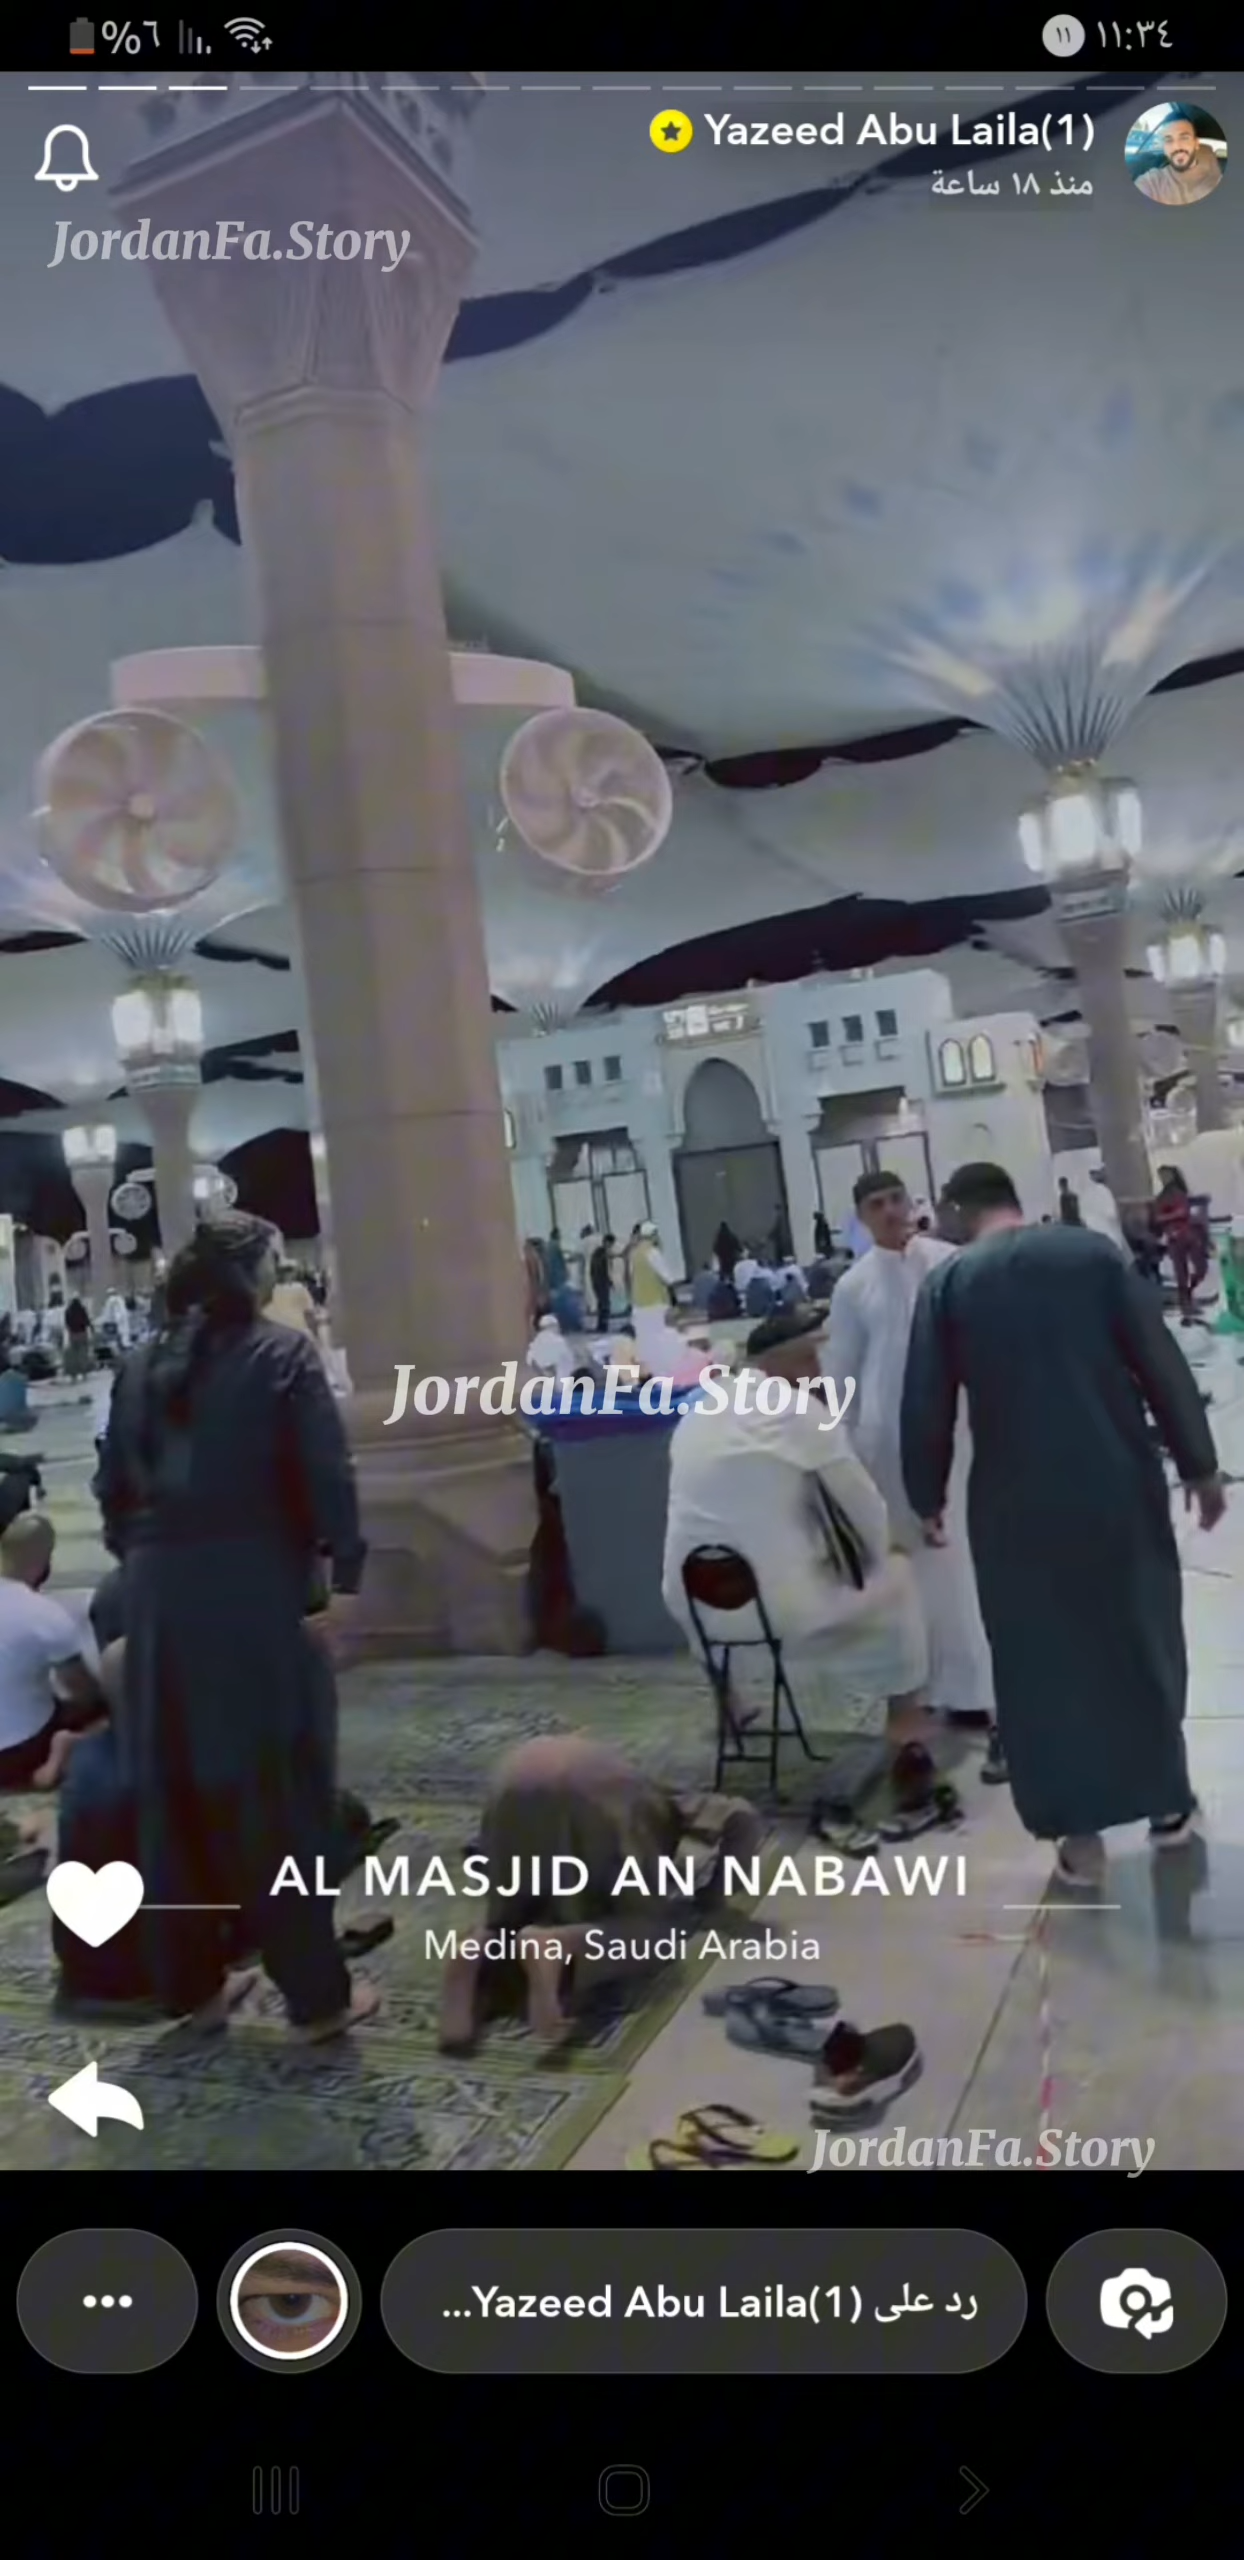 %٦
١١
١١:٣٤
Yazeed Abu Laila(1)
منذ ١٨ ساعة
JordanFa.Story
JordanFa.Story
AL MASJID AN NABAWI
Medina, Saudi Arabia
JordanFa.Story
رد على Yazeed Abu Laila(1)...